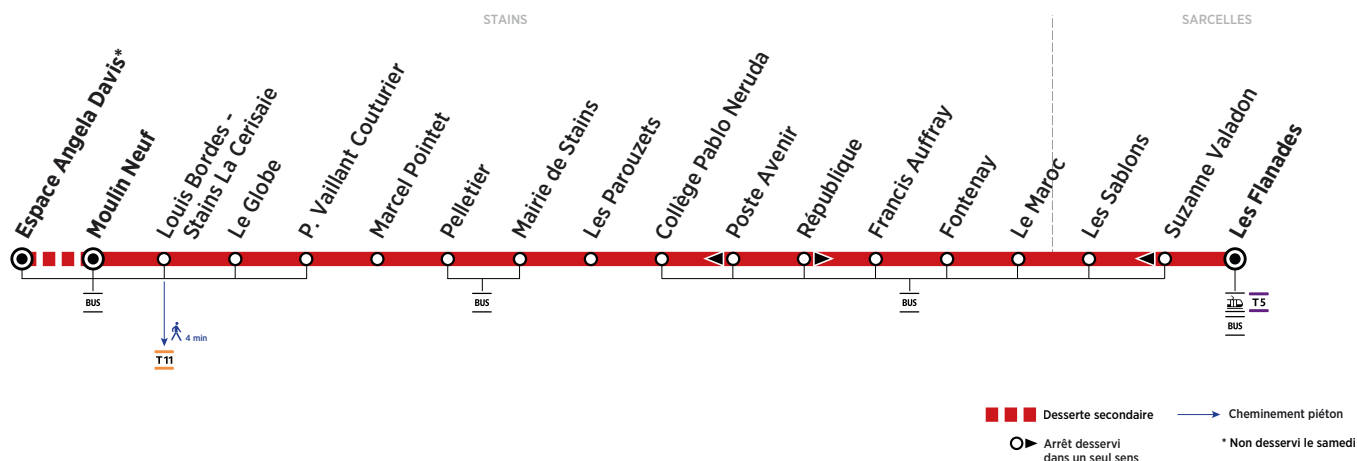 STAINS
SARCELLES
Espace Angela Davis*
Moulin Neuf
Louis Bordes -
Stains La Cerisaie
Le Globe
P. Vaillant Couturier
Marcel Pointet
Pelletier
Mairie de Stains
Les Parouzets
Collège Pablo Neruda
Poste Avenir
République
Francis Auffray
Fontenay
Le Maroc
Les Sablons
Suzanne Valadon
Les Flanades
BUS
BUS
BUS
T5
BUS
4 min
T11
Desserte secondaire
Cheminement piéton
Arrêt desservi
dans un seul sens
* Non desservi le samedi